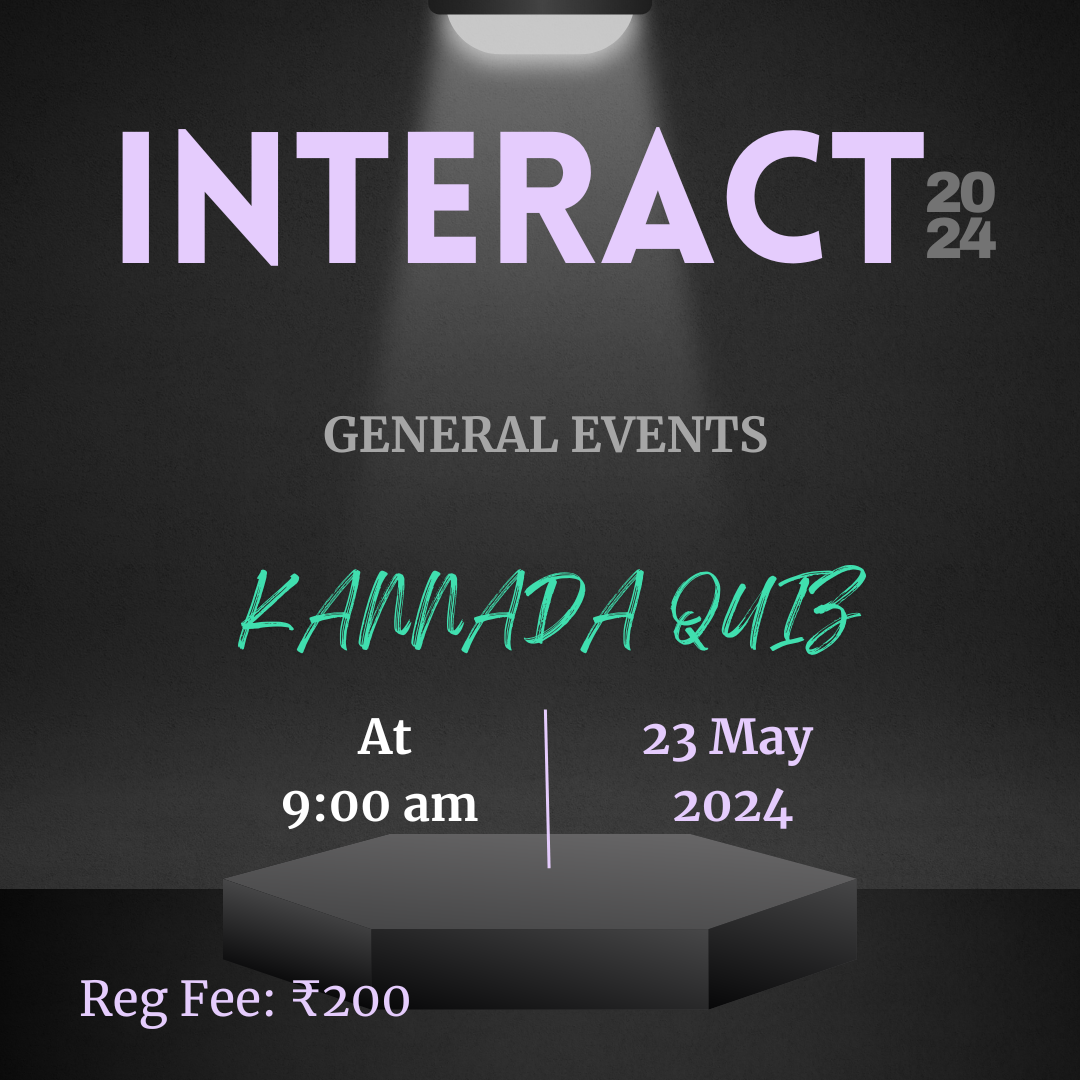 INTERACT
20
24
GENERAL EVENTS
KANNADA QUIZ
At
9:00 am
23 May
2024
Reg Fee: ₹200